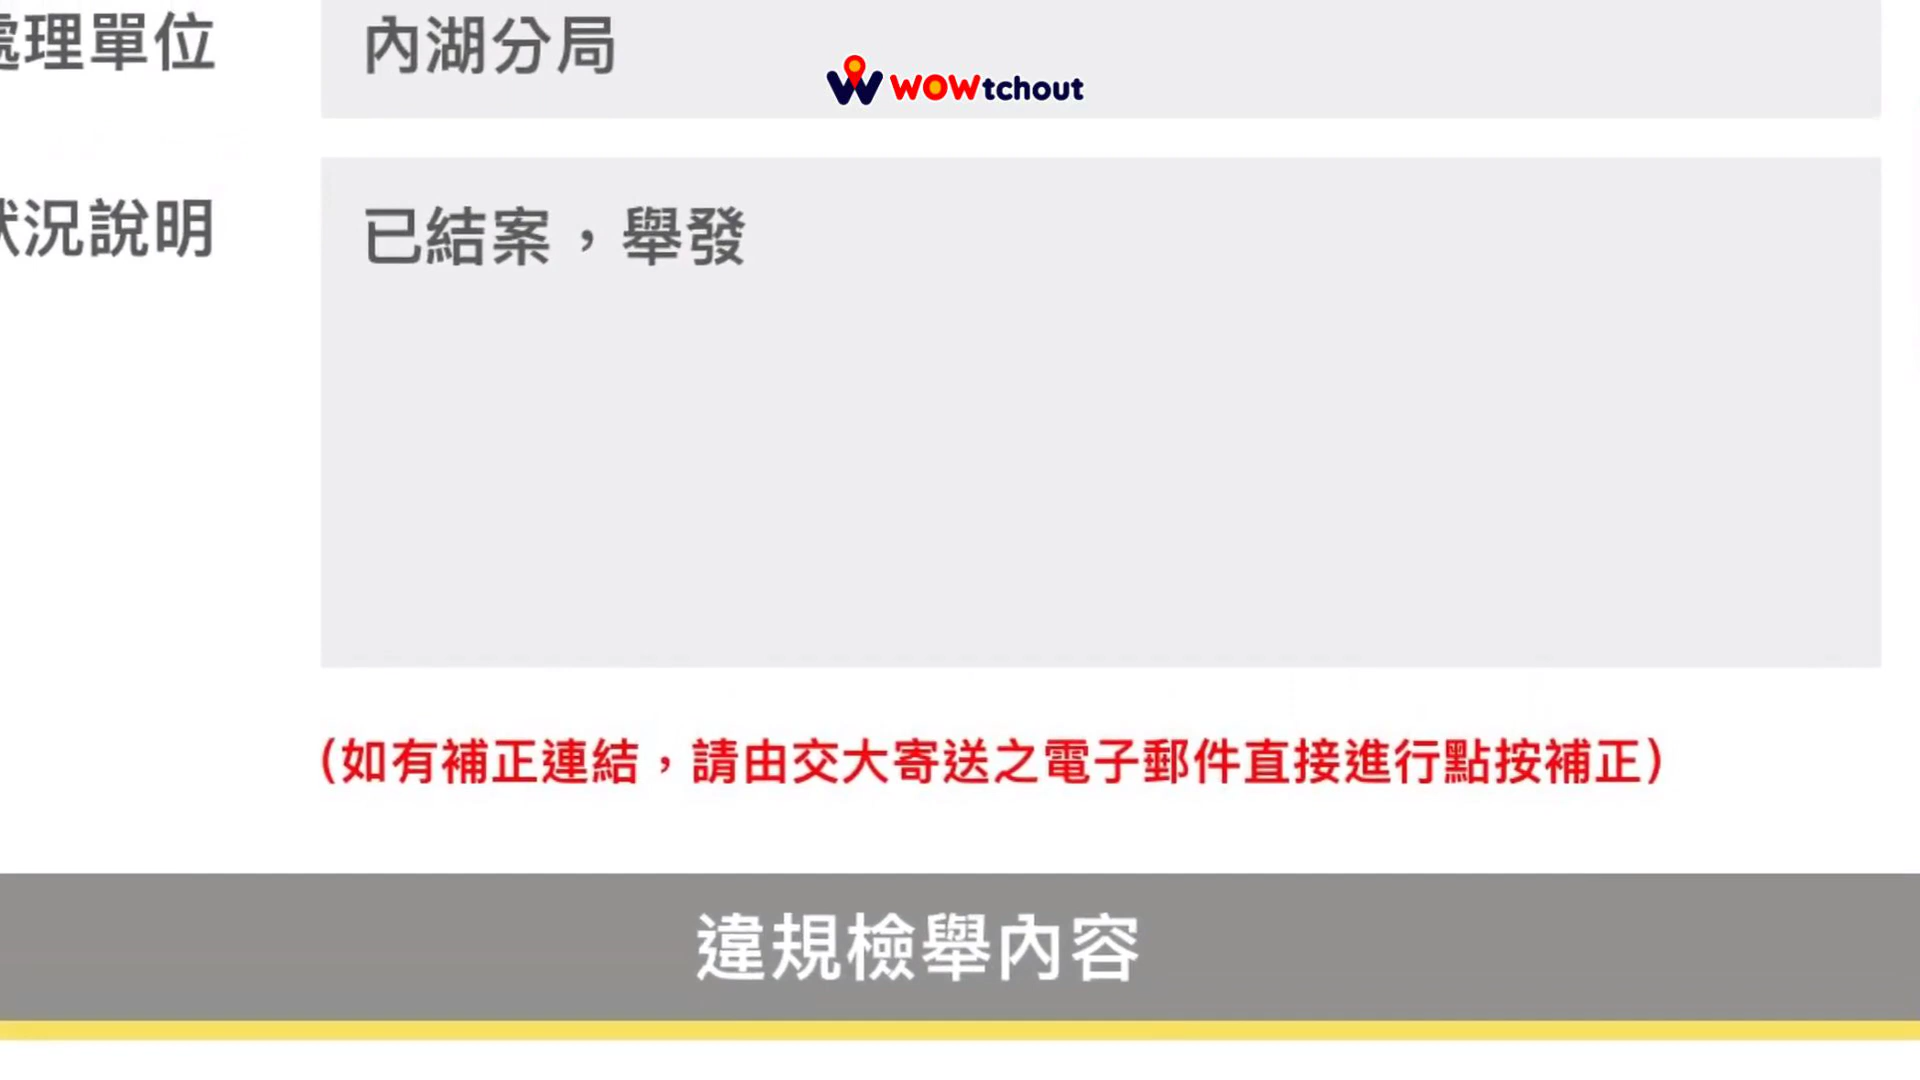 處理單位
內湖分局
WOWtchout
狀況說明
已結案，舉發
（如有補正連結，請由交大寄送之電子郵件直接進行點按補正）
違規檢舉內容